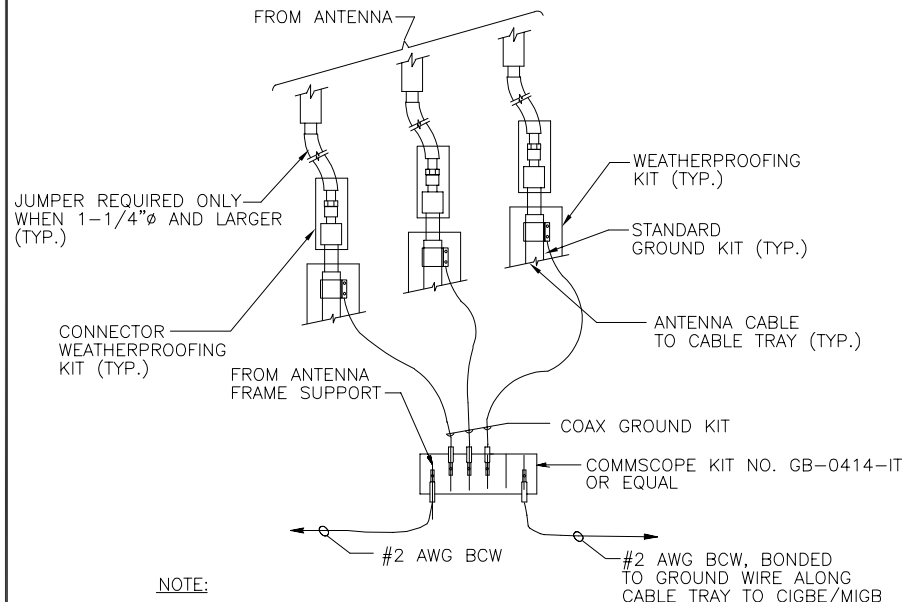 FROM ANTENNA
JUMPER REQUIRED ONLY
WHEN 1-1/4"ø AND LARGER
(TYP.)
WEATHERPROOFING
KIT (TYP.)
STANDARD
GROUND KIT (TYP.)
CONNECTOR
WEATHERPROOFING
KIT (TYP.)
ANTENNA CABLE
TO CABLE TRAY (TYP.)
FROM ANTENNA
FRAME SUPPORT
COAX GROUND KIT
COMMSCOPE KIT NO. GB-0414-IT
OR EQUAL
#2 AWG BCW
#2 AWG BCW, BONDED
TO GROUND WIRE ALONG
CABLE TRAY TO CIGBE/MIGB
NOTE: